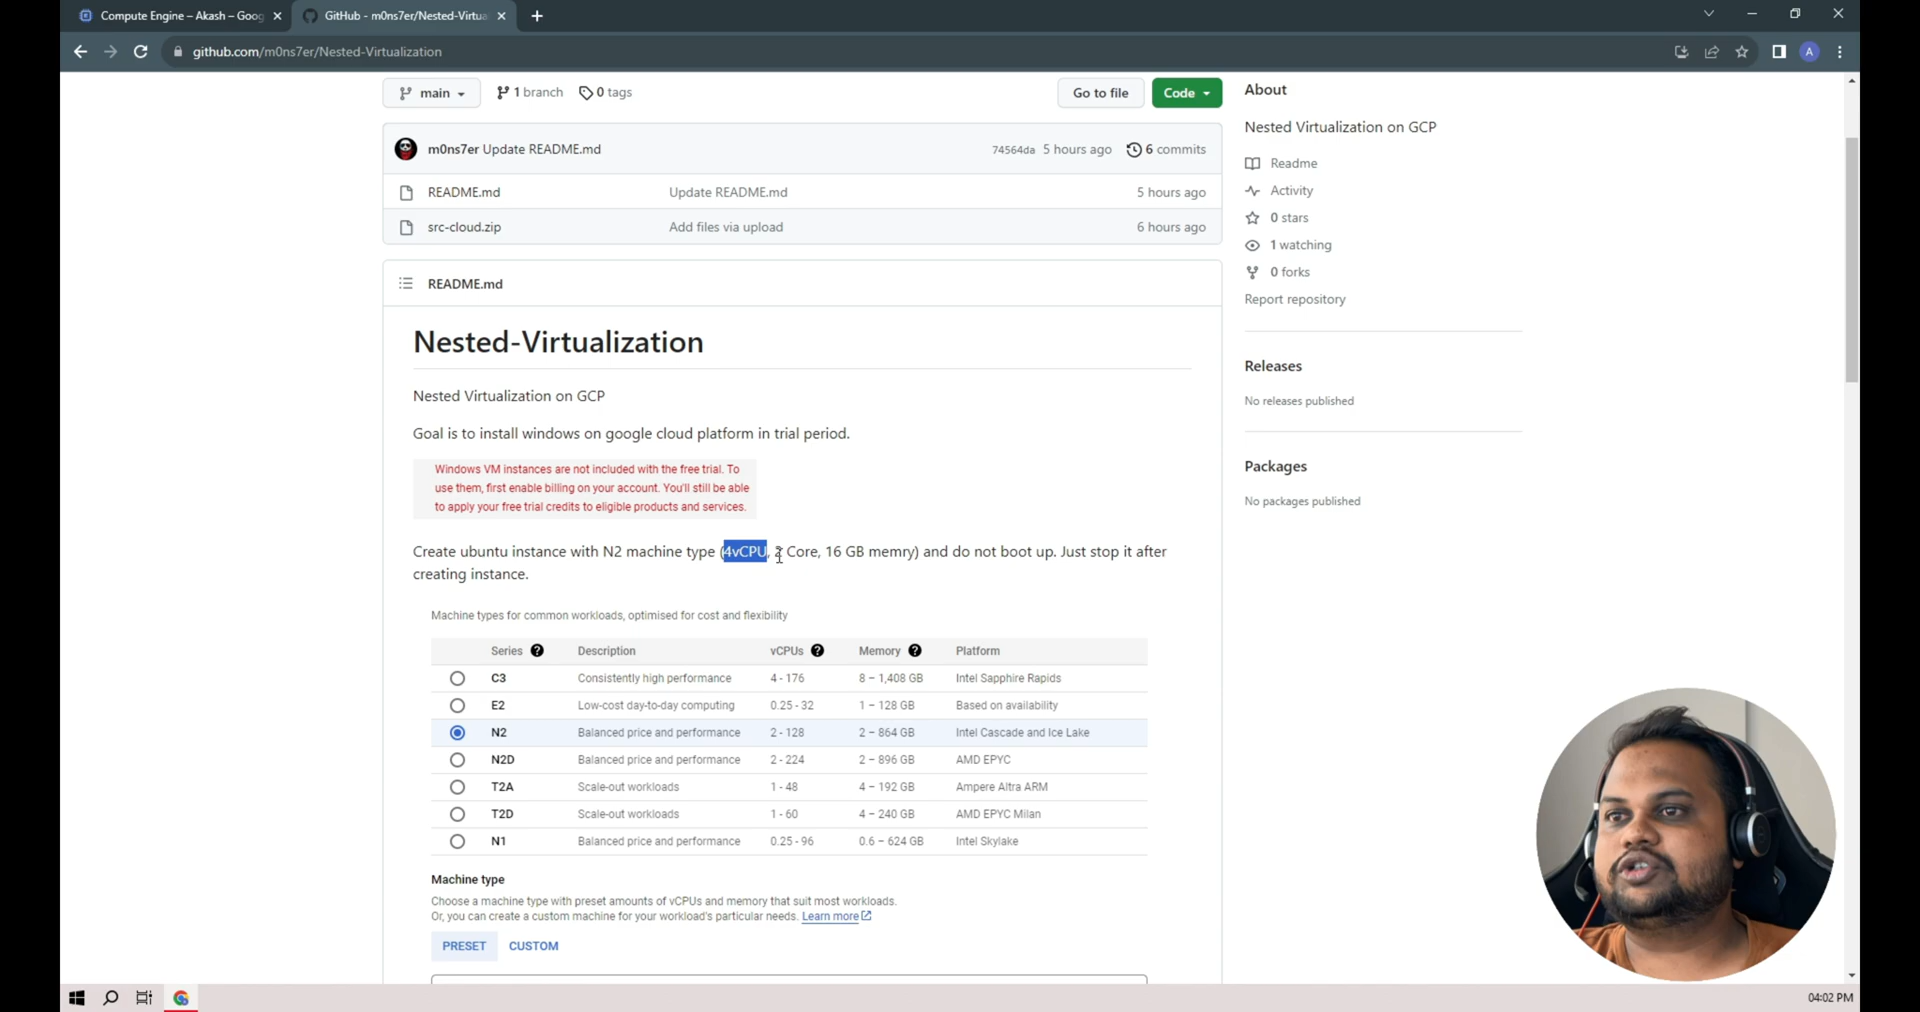 Compute Engine – Akash – Goog
GitHub - m0ns7er/Nested-Virtua
github.com/m0ns7er/Nested-Virtualization
A
main
1 branch
0 tags
Go to file
Code
m0ns7er Update README.md
74564da 5 hours ago
6 commits
README.md
Update README.md
5 hours ago
src-cloud.zip
Add files via upload
6 hours ago
README.md
Nested-Virtualization
Nested Virtualization on GCP
Goal is to install windows on google cloud platform in trial period.
Windows VM instances are not included with the free trial. To
use them, first enable billing on your account. You'll still be able
to apply your free trial credits to eligible products and services.
Create ubuntu instance with N2 machine type (4vCPU, 2 Core, 16 GB memry) and do not boot up. Just stop it after
creating instance.
Machine types for common workloads, optimised for cost and flexibility
Series ? Description vCPUs ? Memory ? Platform
C3 Consistently high performance 4 - 176 8 – 1,408 GB Intel Sapphire Rapids
E2 Low-cost day-to-day computing 0.25 - 32 1 – 128 GB Based on availability
N2 Balanced price and performance 2 - 128 2 – 864 GB Intel Cascade and Ice Lake
N2D Balanced price and performance 2 - 224 2 – 896 GB AMD EPYC
T2A Scale-out workloads 1 - 48 4 – 192 GB Ampere Altra ARM
T2D Scale-out workloads 1 - 60 4 – 240 GB AMD EPYC Milan
N1 Balanced price and performance 0.25 - 96 0.6 – 624 GB Intel Skylake
Machine type
Choose a machine type with preset amounts of vCPUs and memory that suit most workloads.
Or, you can create a custom machine for your workload's particular needs. Learn more
PRESET CUSTOM
About
Nested Virtualization on GCP
Readme
Activity
0 stars
1 watching
0 forks
Report repository
Releases
No releases published
Packages
No packages published
04:02 PM